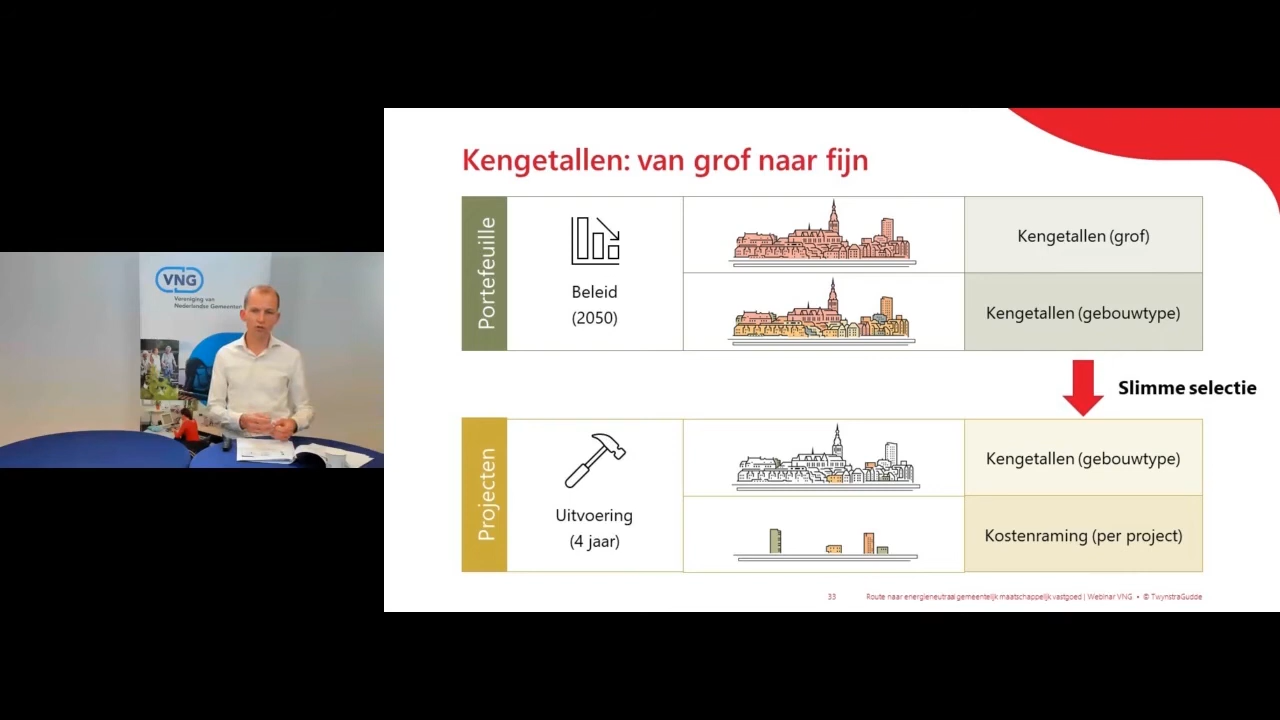 VNG
Vereniging van
Nederlandse Gemeenten
Kengetallen: van grof naar fijn
Portefeuille
Beleid
(2050)
Kengetallen (grof)
Kengetallen (gebouwtype)
Slimme selectie
Projecten
Uitvoering
(4 jaar)
Kengetallen (gebouwtype)
Kostenraming (per project)
33
Route naar energieneutraal gemeentelijk maatschappelijk vastgoed | Webinar VNG • © TwynstraGudde